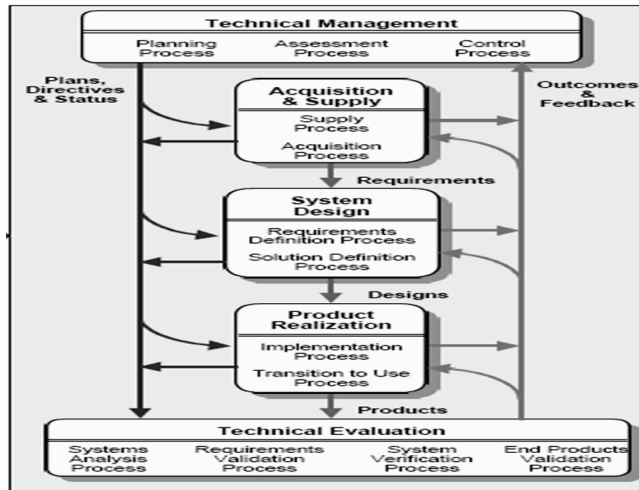 Technical Management
Planning Process
Assessment Process
Control Process
Plans,
Directives
& Status
Outcomes
&
Feedback
Acquisition
& Supply
Supply
Process
Acquisition
Process
Requirements
System
Design
Requirements
Definition Process
Solution Definition
Process
Designs
Product
Realization
Implementation
Process
Transition to Use
Process
Products
Technical Evaluation
Systems
Analysis
Process
Requirements
Validation
Process
System
Verification
Process
End Products
Validation
Process